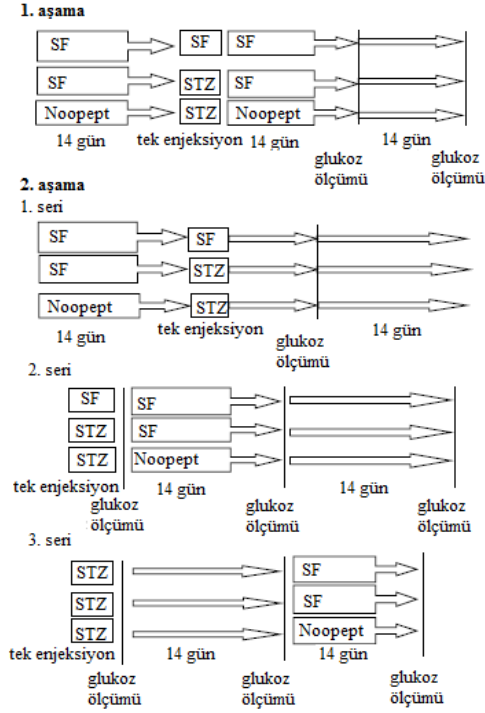 1. aşama
SF SF SF
SF STZ SF
Noopept STZ Noopept
14 gün tek enjeksiyon 14 gün 14 gün
glukoz glukoz
ölçümü ölçümü
2. aşama
1. seri
SF SF
SF STZ
Noopept STZ
14 gün tek enjeksiyon 14 gün
glukoz
ölçümü
2. seri
SF SF
STZ SF
STZ Noopept
tek enjeksiyon 14 gün 14 gün
glukoz glukoz glukoz
ölçümü ölçümü ölçümü
3. seri
STZ SF
STZ SF
STZ Noopept
tek enjeksiyon 14 gün 14 gün
glukoz glukoz glukoz
ölçümü ölçümü ölçümü